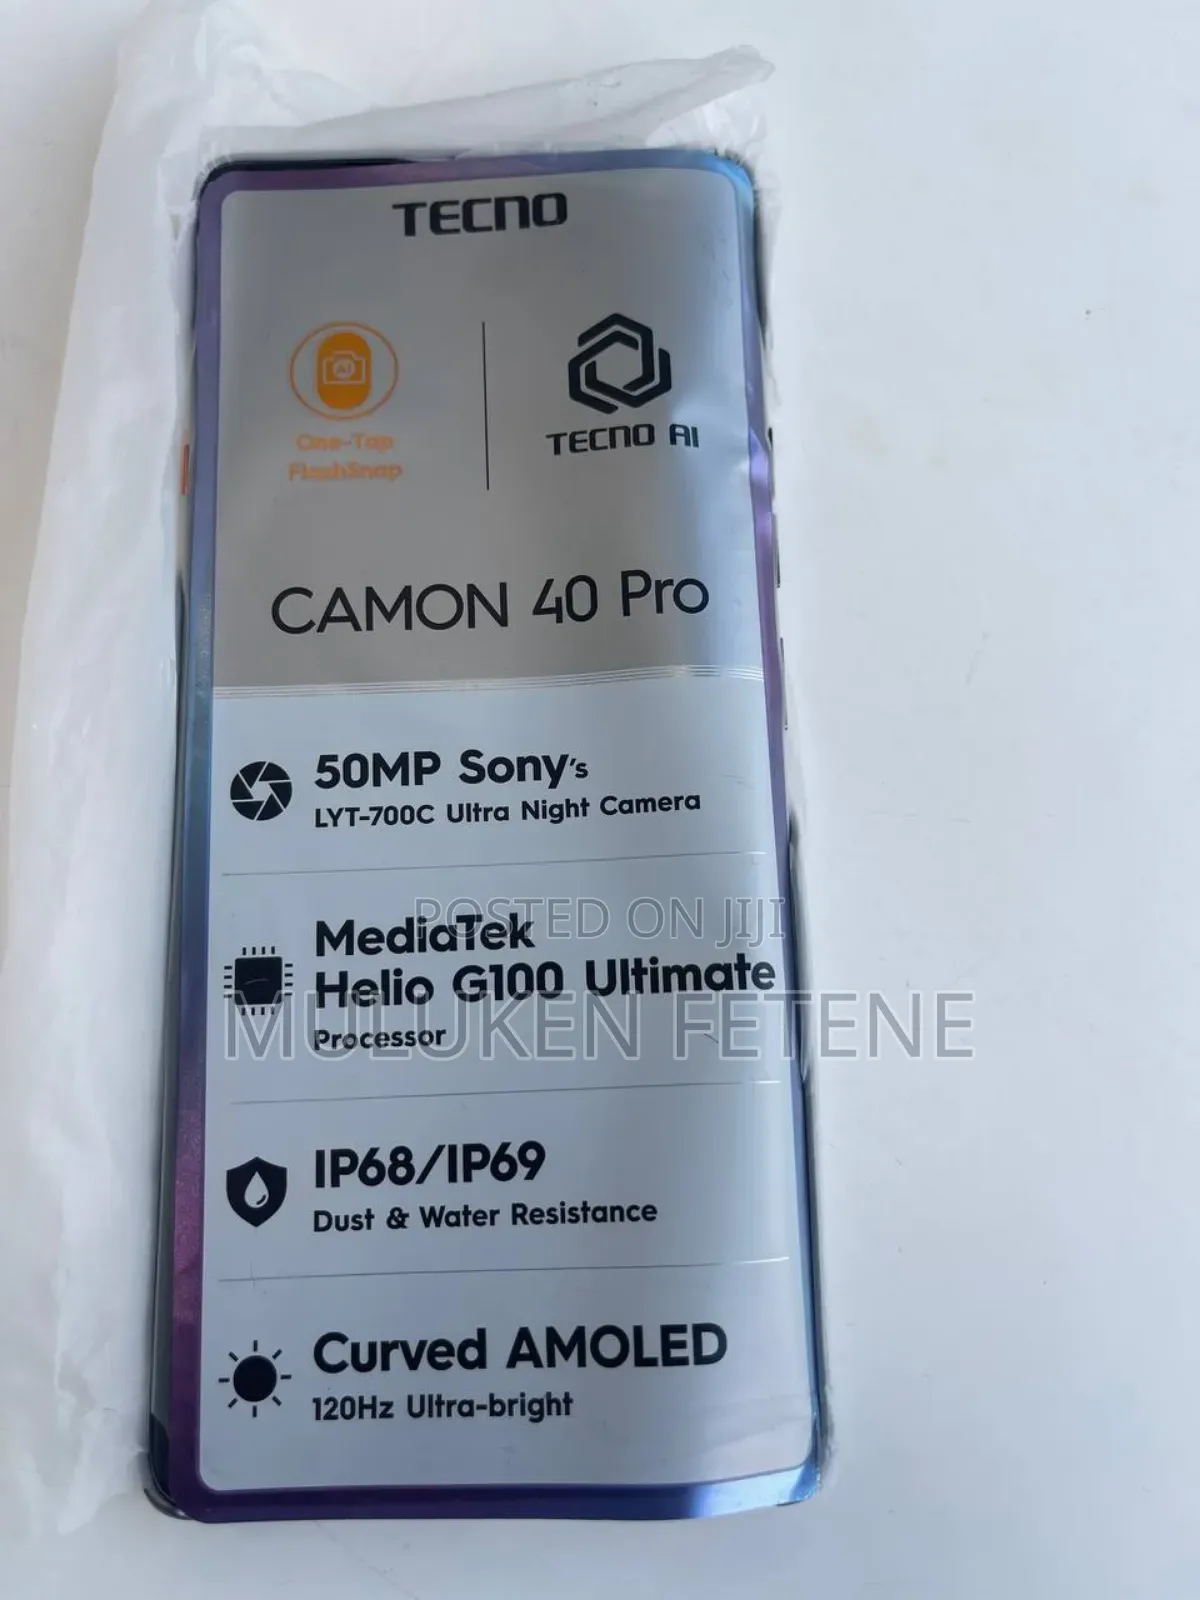 TECNO
AI
One-Tap
FlashSnap
TECNO AI
CAMON 40 Pro
50MP Sony's
LYT-700C Ultra Night Camera
POSTED ON JIJI
MediaTek
Helio G100 Ultimate
MULUKEN FETENE
Processor
IP68/IP69
Dust & Water Resistance
Curved AMOLED
120Hz Ultra-bright